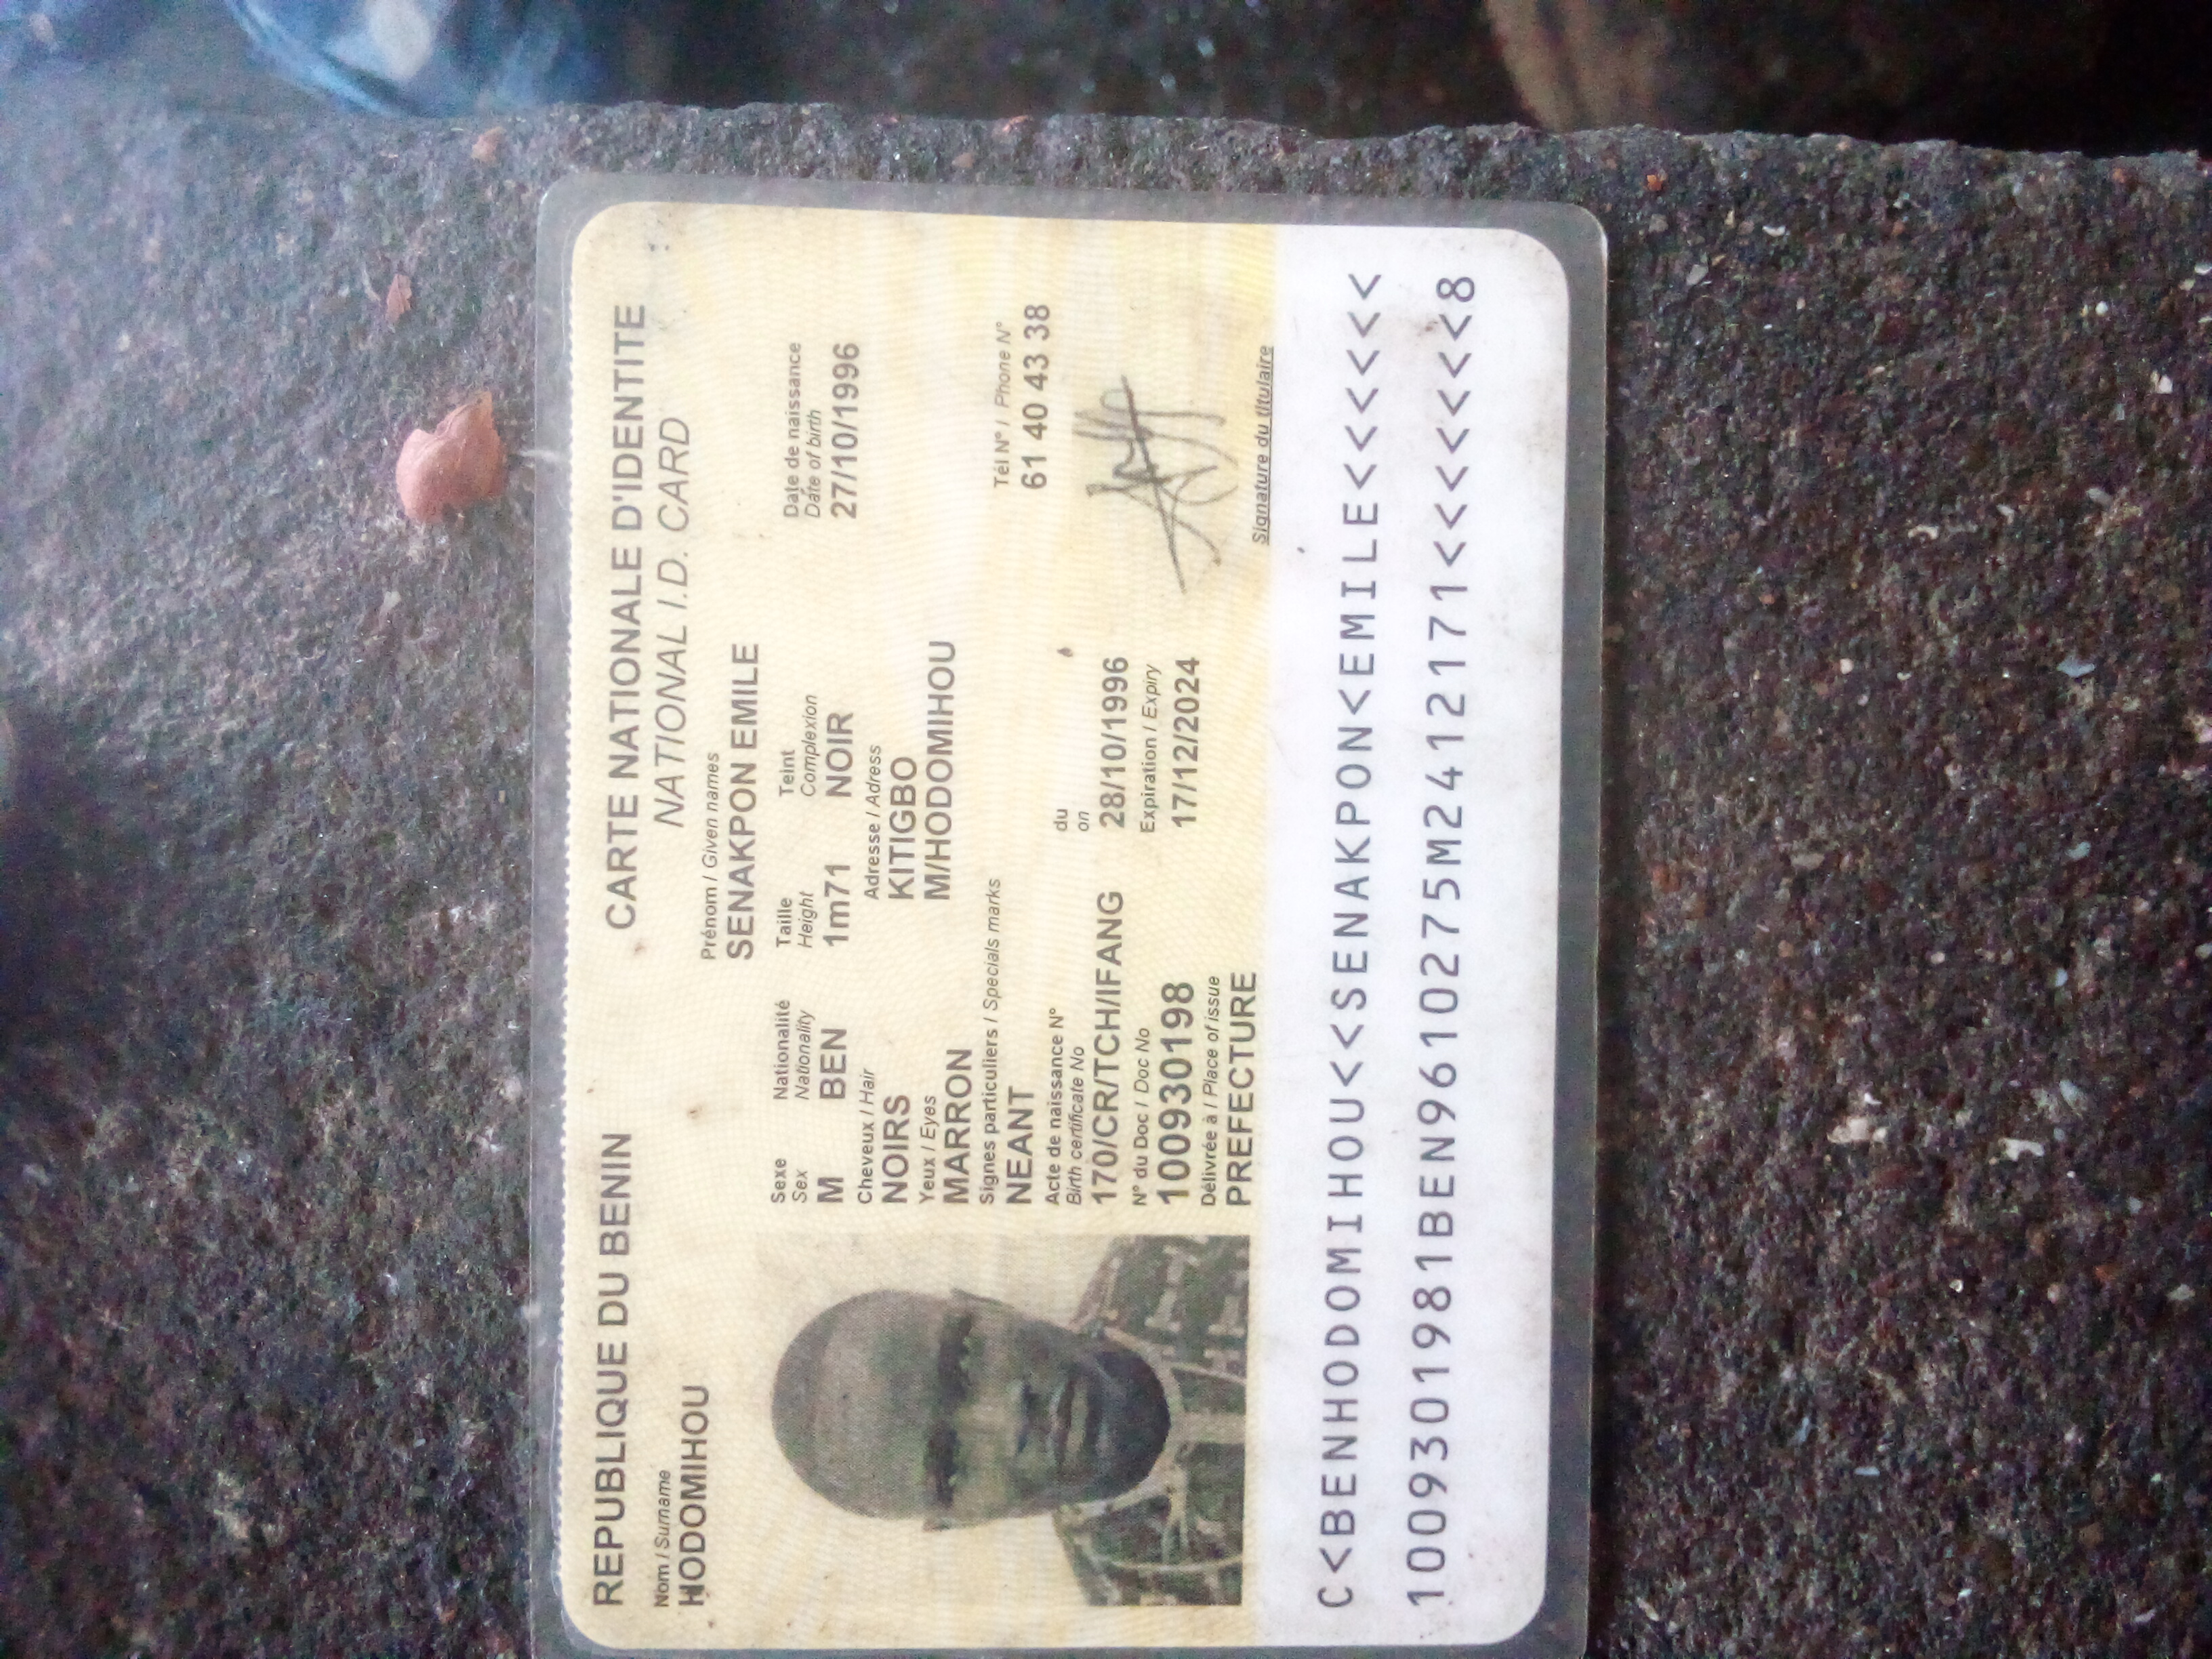 REPUBLIQUE DU BENIN
CARTE NATIONALE D'IDENTITE
NATIONAL I.D. CARD
Nom / Surname
HODOMIHOU
Prénom / Given names
SENAKPON EMILE
Sexe Nationalité Taille Teint Date de naissance
Sex Nationality Height Complexion Date of birth
M BEN 1m71 NOIR 27/10/1996
Cheveux / Hair Adresse / Adress
NOIRS KITIGBO
Yeux / Eyes M/HODOMIHOU
MARRON
Signes particuliers / Specials marks Tél N° / Phone N°
NEANT 61 40 43 38
Acte de naissance N° du
Birth certificate No on
170/CR/TCH/IFANG 28/10/1996
N° du Doc / Doc No Expiration / Expiry
100930198 17/12/2024
Délivrée à / Place of issue
PREFECTURE
Signature du titulaire
C<BENHODOMIHOU<<SENAKPON<EMILE<<<<<<
1009301981BEN9610275M2412171<<<<<<<8